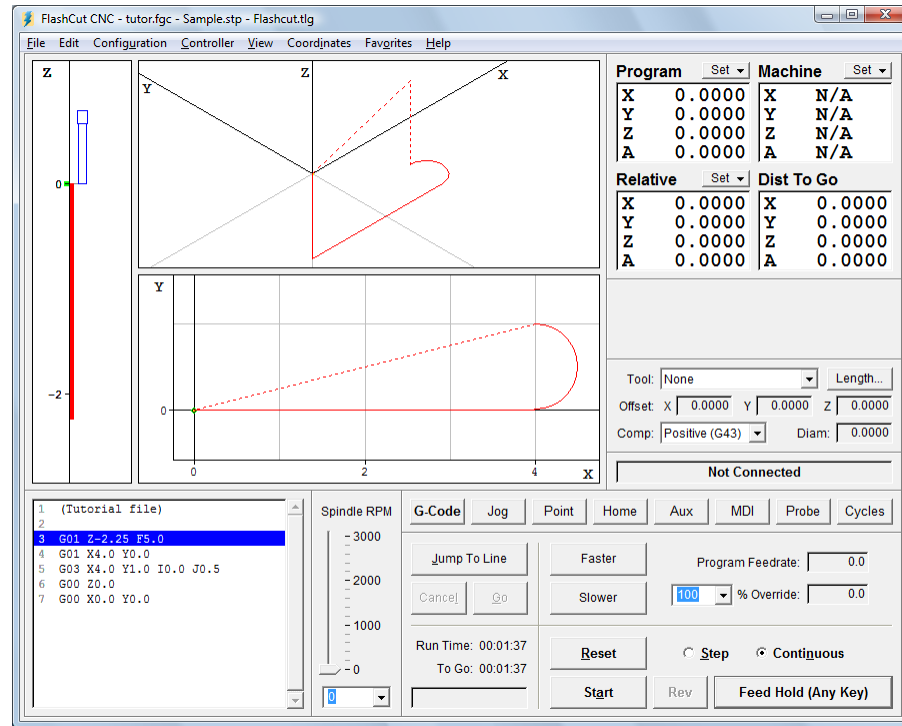 FlashCut CNC - tutor.fgc - Sample.stp - Flashcut.tlg
File Edit Configuration Controller View Coordinates Favorites Help
Z
0
-2
Y Z X
Y
0
0 2 4 X
Program Set Machine Set
X 0.0000 X N/A
Y 0.0000 Y N/A
Z 0.0000 Z N/A
A 0.0000 A N/A
Relative Set Dist To Go
X 0.0000 X 0.0000
Y 0.0000 Y 0.0000
Z 0.0000 Z 0.0000
A 0.0000 A 0.0000
Tool: None Length...
Offset: X 0.0000 Y 0.0000 Z 0.0000
Comp: Positive (G43) Diam: 0.0000
Not Connected
1 (Tutorial file)
2
3 G01 Z-2.25 F5.0
4 G01 X4.0 Y0.0
5 G03 X4.0 Y1.0 I0.0 J0.5
6 G00 Z0.0
7 G00 X0.0 Y0.0
Spindle RPM
3000
2000
1000
0
0
G-Code Jog Point Home Aux MDI Probe Cycles
Jump To Line Faster Program Feedrate: 0.0
Cancel Go Slower 100 % Override: 0.0
Run Time: 00:01:37
To Go: 00:01:37
Reset Step Continuous
Start Rev Feed Hold (Any Key)